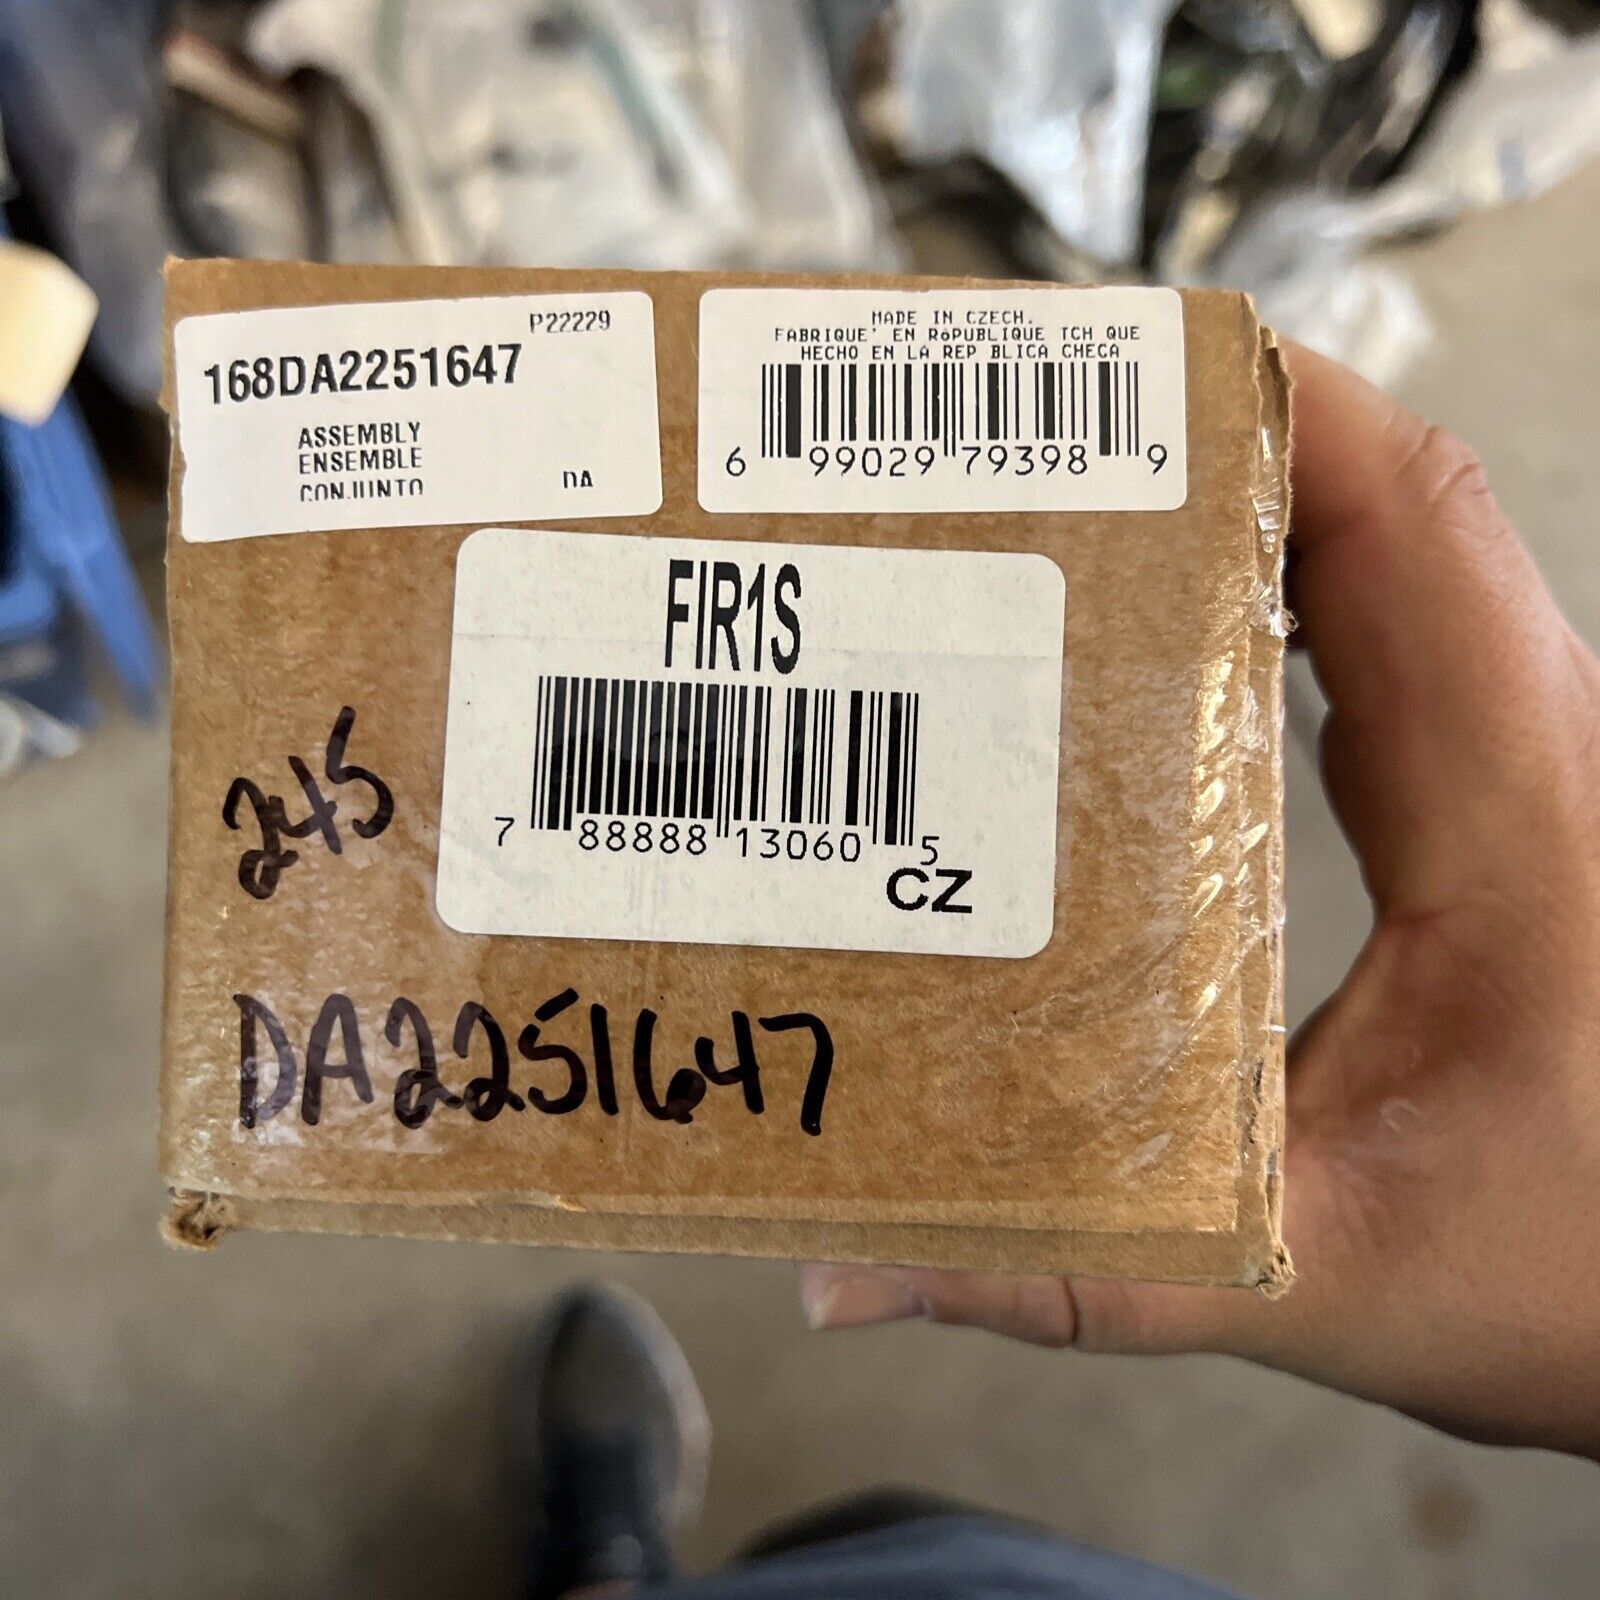 P22229
168DA2251647
ASSEMBLY
ENSEMBLE
CONJUNTO
DA
MADE IN CZECH.
FABRIQUE' EN RóPUBLIQUE TCH QUE
HECHO EN LA REP BLICA CHECA
6 99029 79398 9
FIR1S
7 88888 13060 5
CZ
245
DA2251647